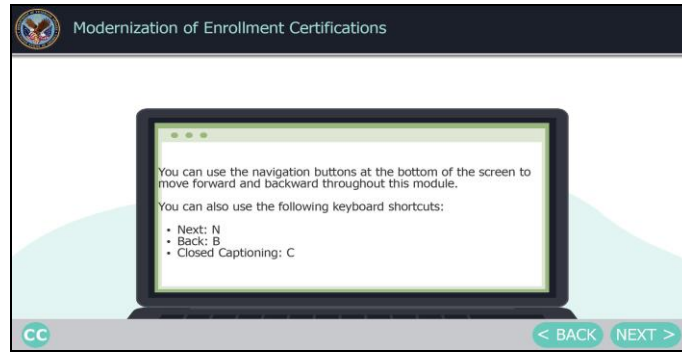 Modernization of Enrollment Certifications
You can use the navigation buttons at the bottom of the screen to
move forward and backward throughout this module.
You can also use the following keyboard shortcuts:
• Next: N
• Back: B
• Closed Captioning: C
CC
< BACK
NEXT >